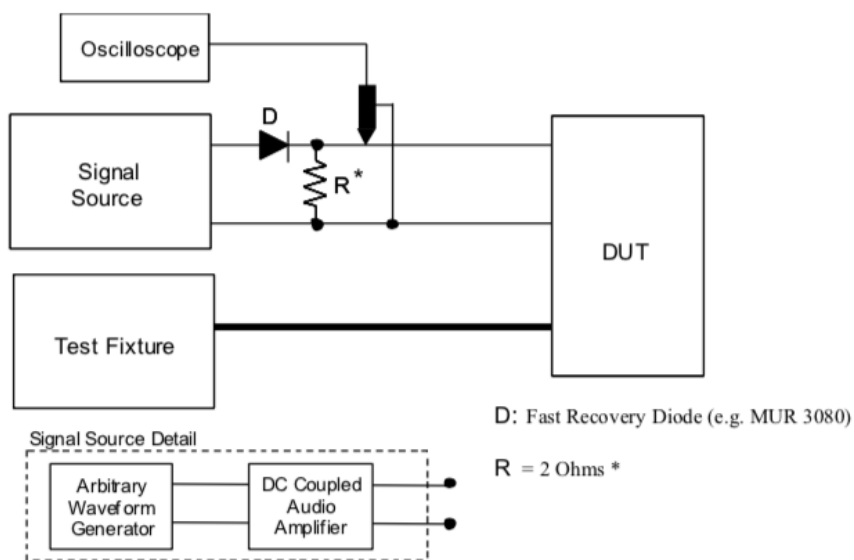 Oscilloscope
D
Signal
Source
R*
DUT
Test Fixture
D: Fast Recovery Diode (e.g. MUR 3080)
R = 2 Ohms *
Signal Source Detail
Arbitrary
Waveform
Generator
DC Coupled
Audio
Amplifier